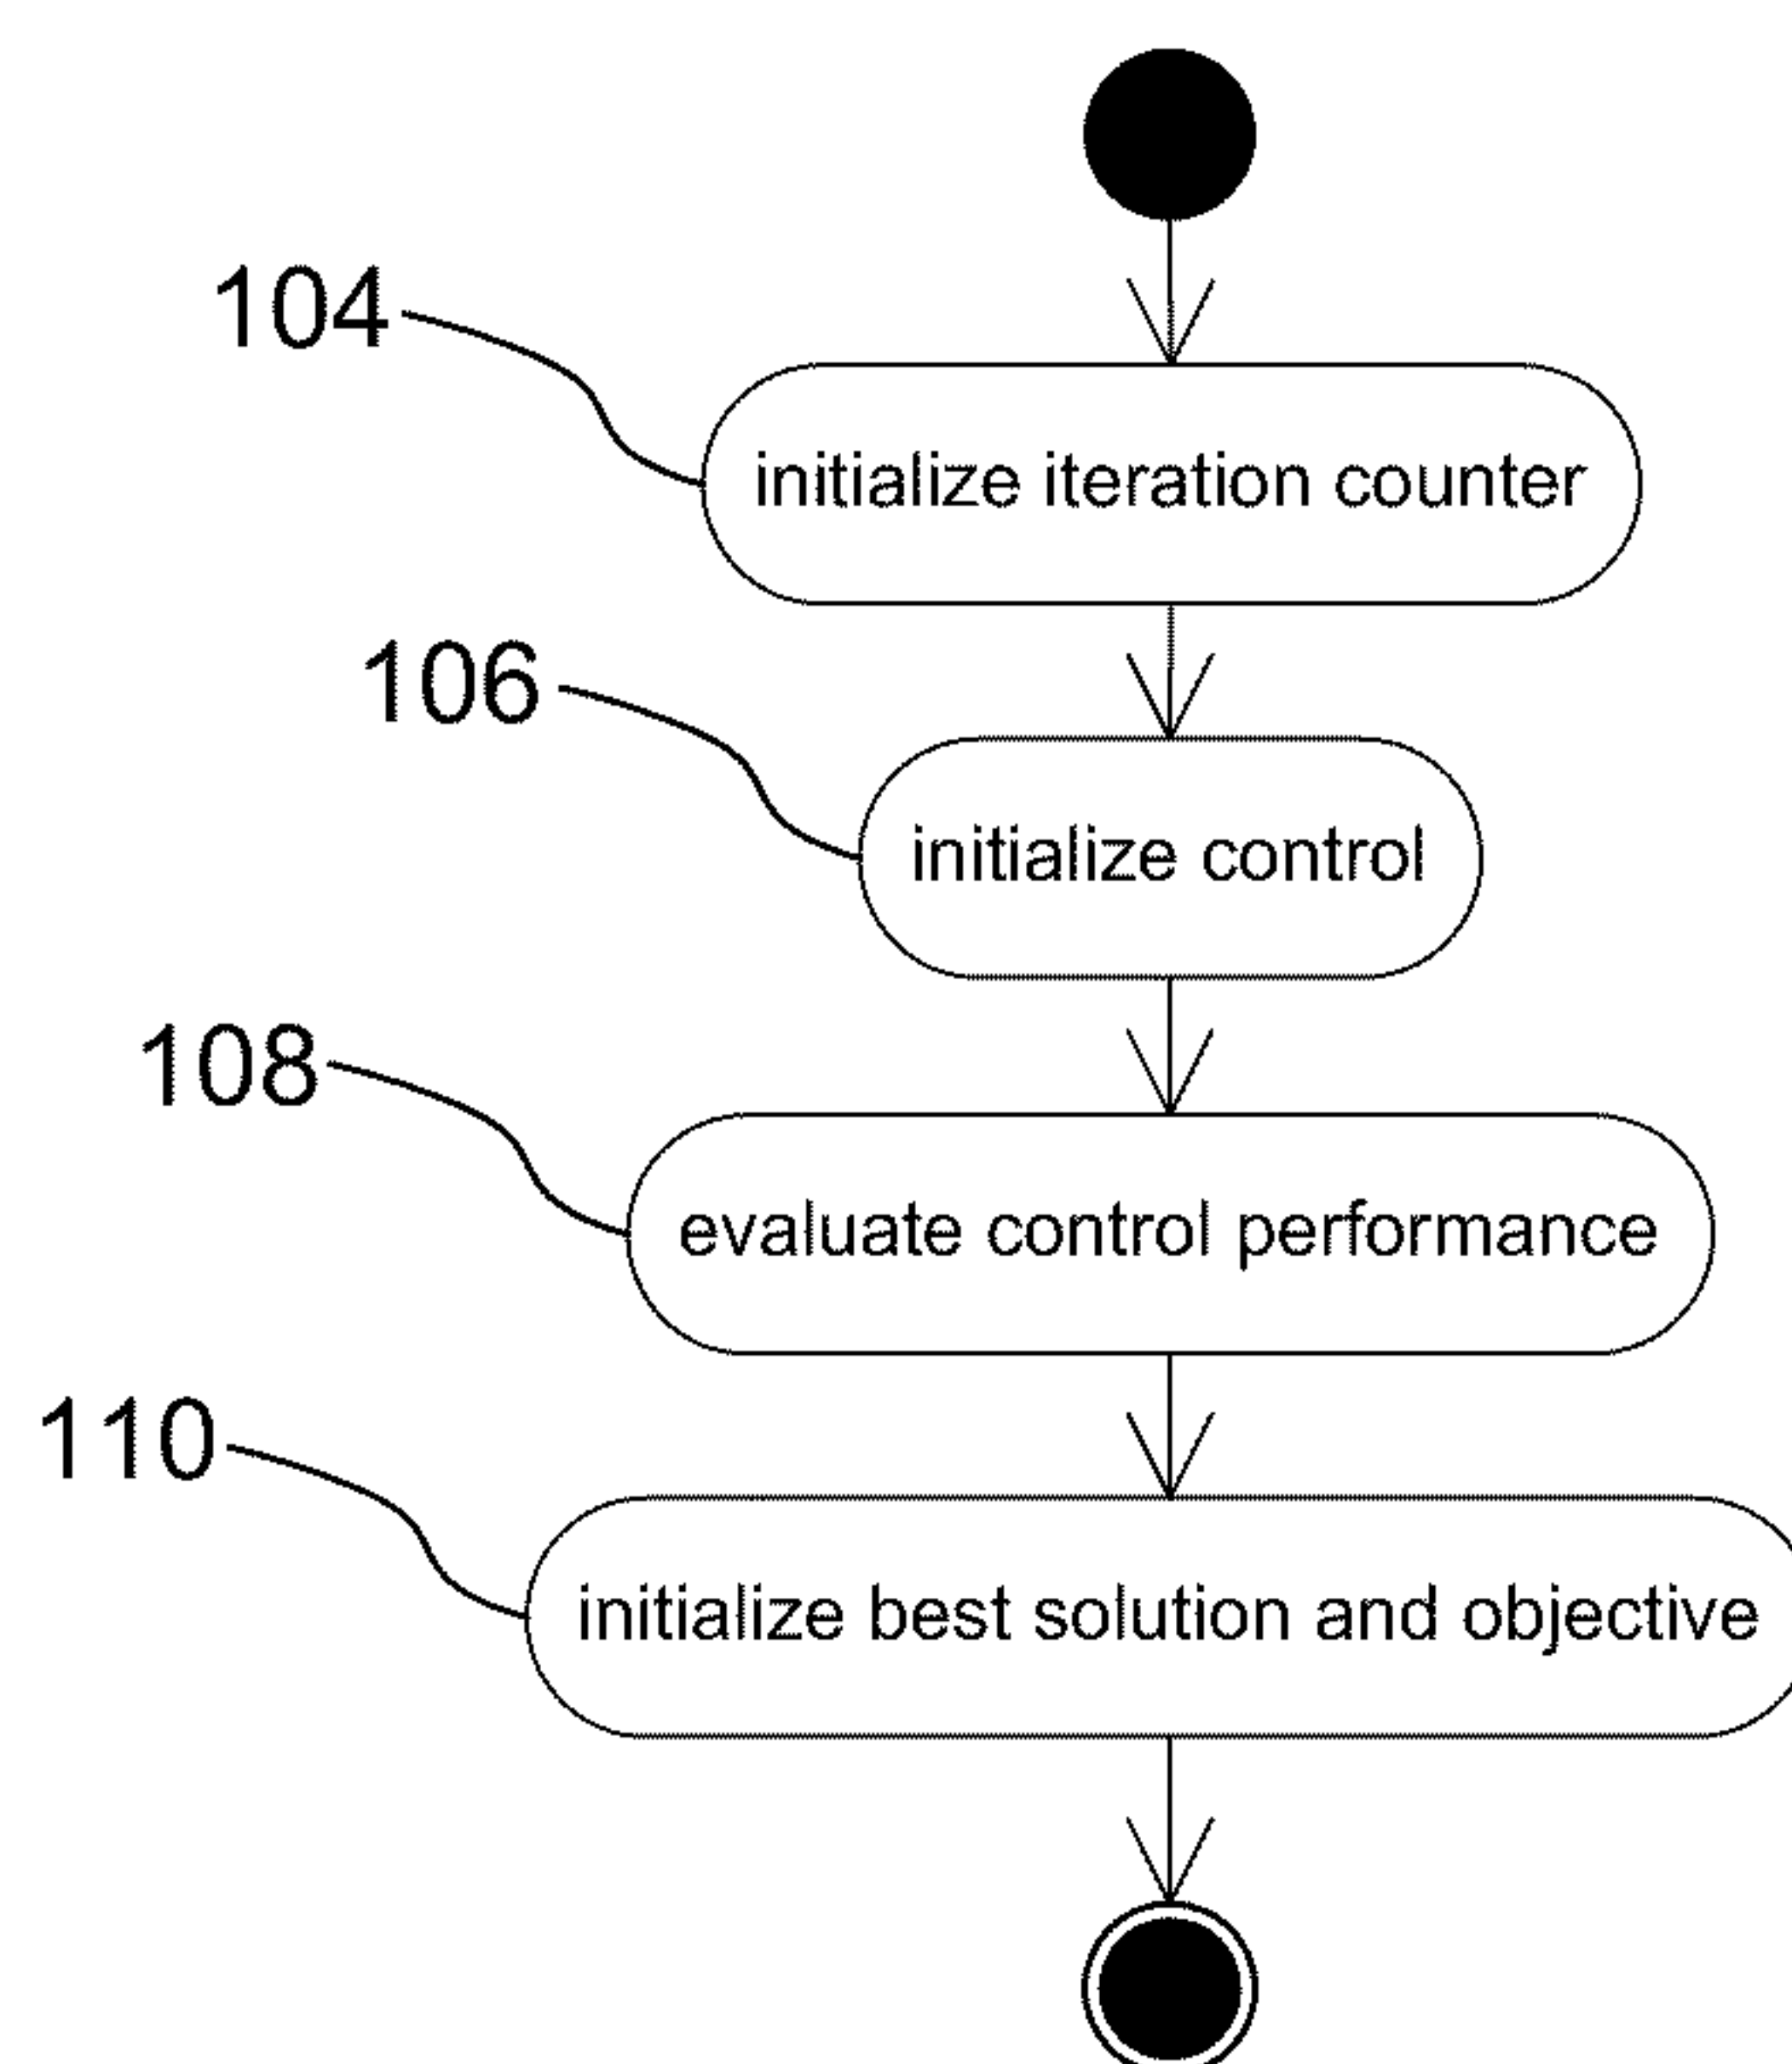 104
initialize iteration counter
106
initialize control
108
evaluate control performance
110
initialize best solution and objective